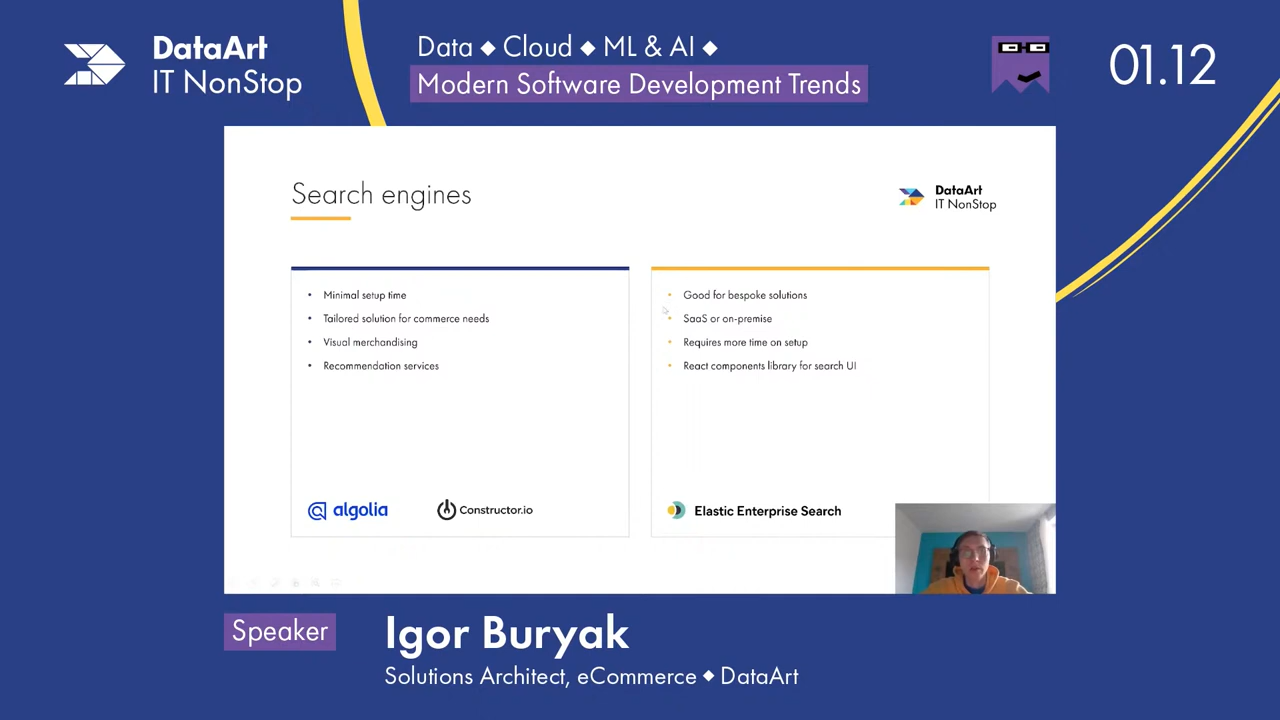 DataArt
IT NonStop
Data ◆ Cloud ◆ ML & AI ◆
Modern Software Development Trends
01.12
Search engines
DataArt
IT NonStop
• Minimal setup time
• Tailored solution for commerce needs
• Visual merchandising
• Recommendation services
algolia
Constructor.io
• Good for bespoke solutions
• SaaS or on-premise
• Requires more time on setup
• React components library for search UI
Elastic Enterprise Search
Speaker
Igor Buryak
Solutions Architect, eCommerce ◆ DataArt